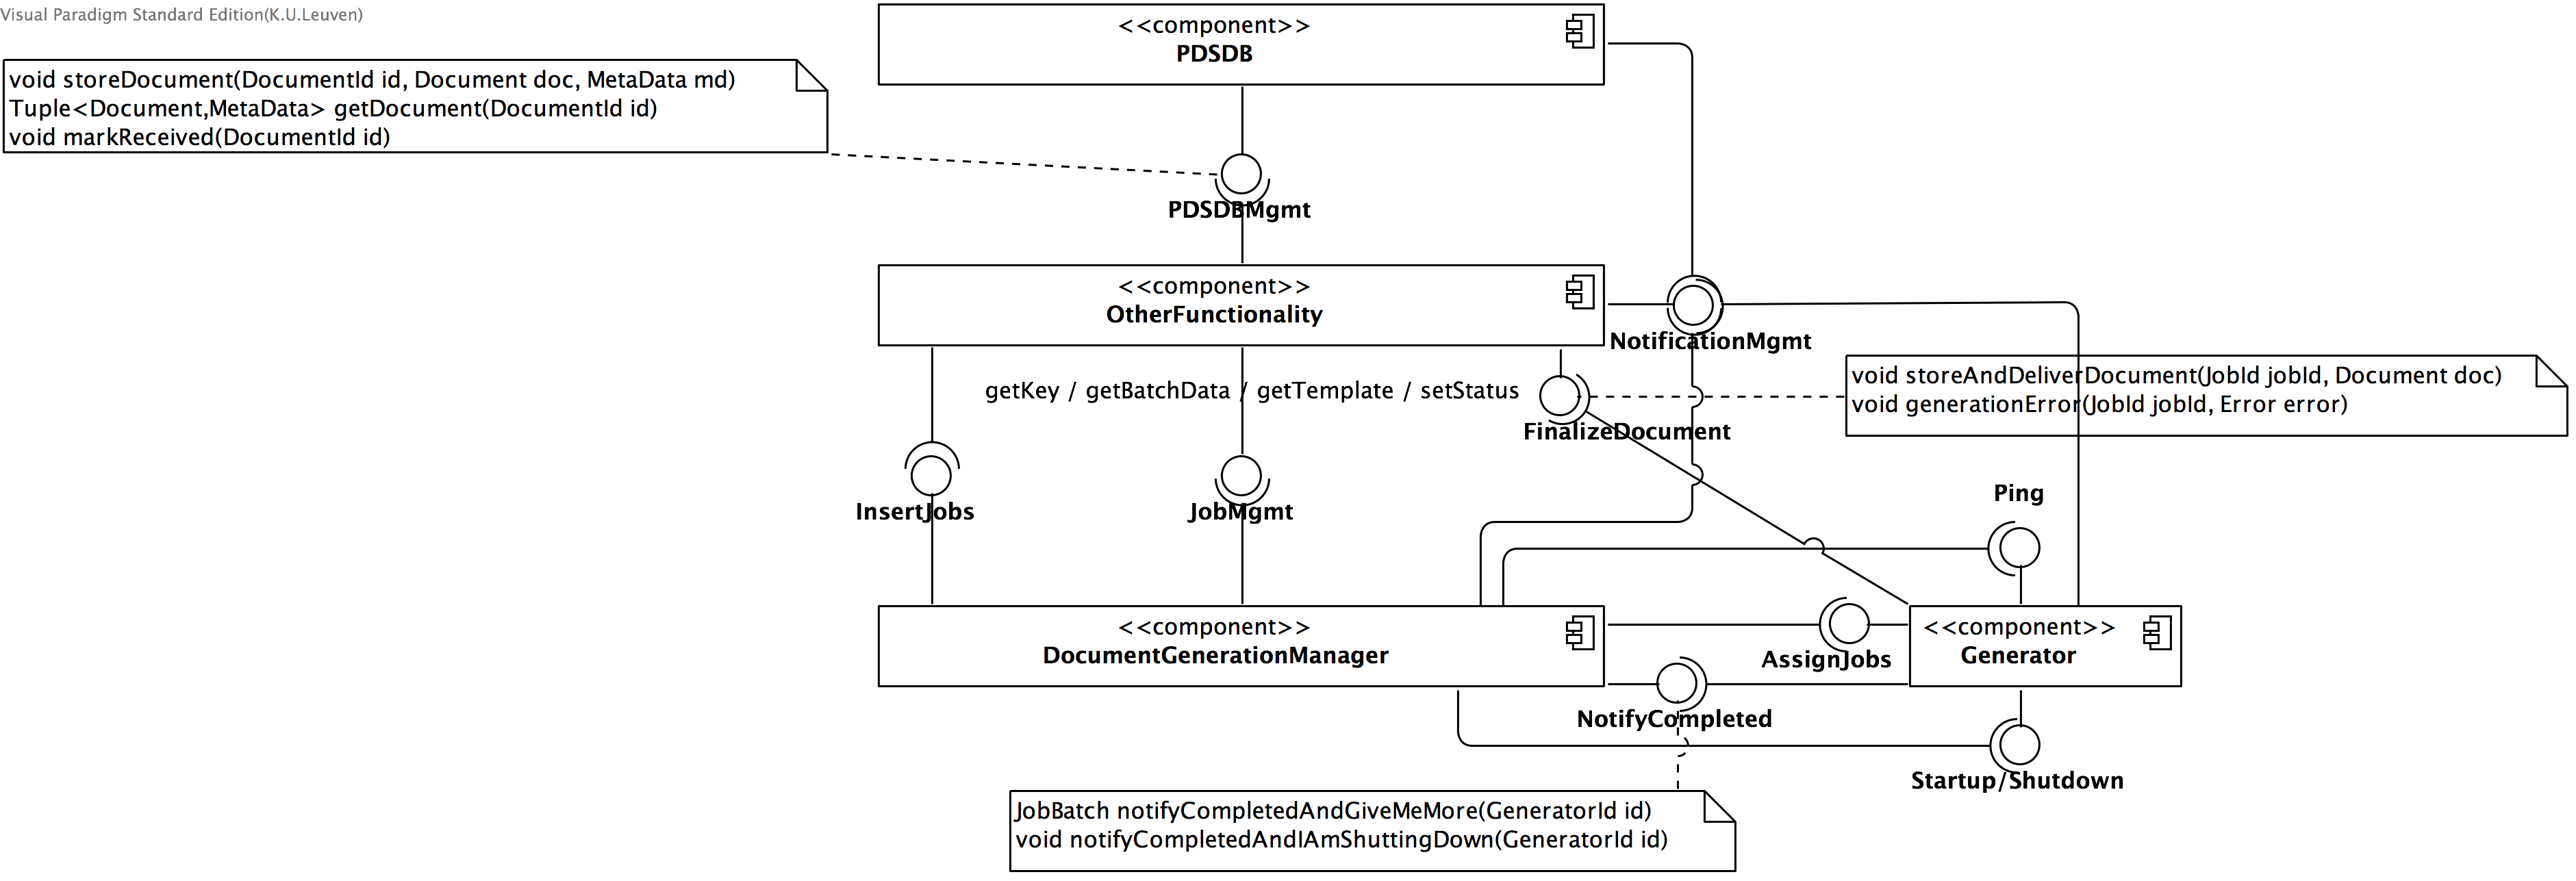 Visual Paradigm Standard Edition(K.U.Leuven)
<<component>>
PDSDB
void storeDocument(DocumentId id, Document doc, MetaData md)
Tuple<Document,MetaData> getDocument(DocumentId id)
void markReceived(DocumentId id)
PDSDBMgmt
<<component>>
OtherFunctionality
NotificationMgmt
getKey / getBatchData / getTemplate / setStatus
void storeAndDeliverDocument(JobId jobId, Document doc)
void generationError(JobId jobId, Error error)
FinalizeDocument
Ping
InsertJobs
JobMgmt
<<component>>
DocumentGenerationManager
AssignJobs
<<component>>
Generator
NotifyCompleted
Startup/Shutdown
JobBatch notifyCompletedAndGiveMeMore(GeneratorId id)
void notifyCompletedAndIAmShuttingDown(GeneratorId id)